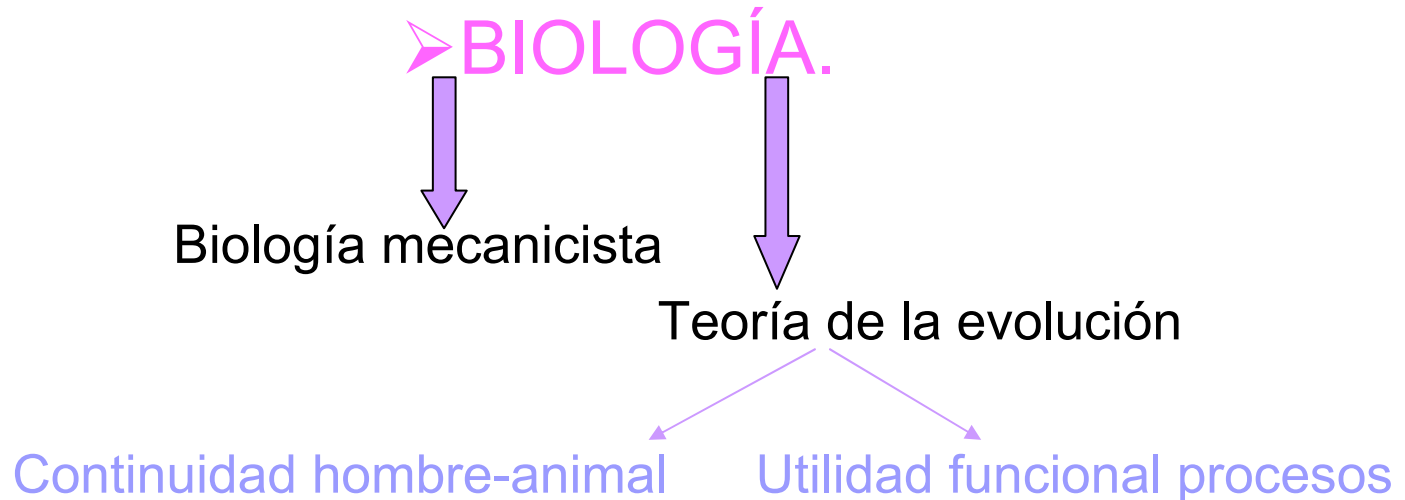 ➢BIOLOGÍA.
Biología mecanicista
Teoría de la evolución
Continuidad hombre-animal
Utilidad funcional procesos